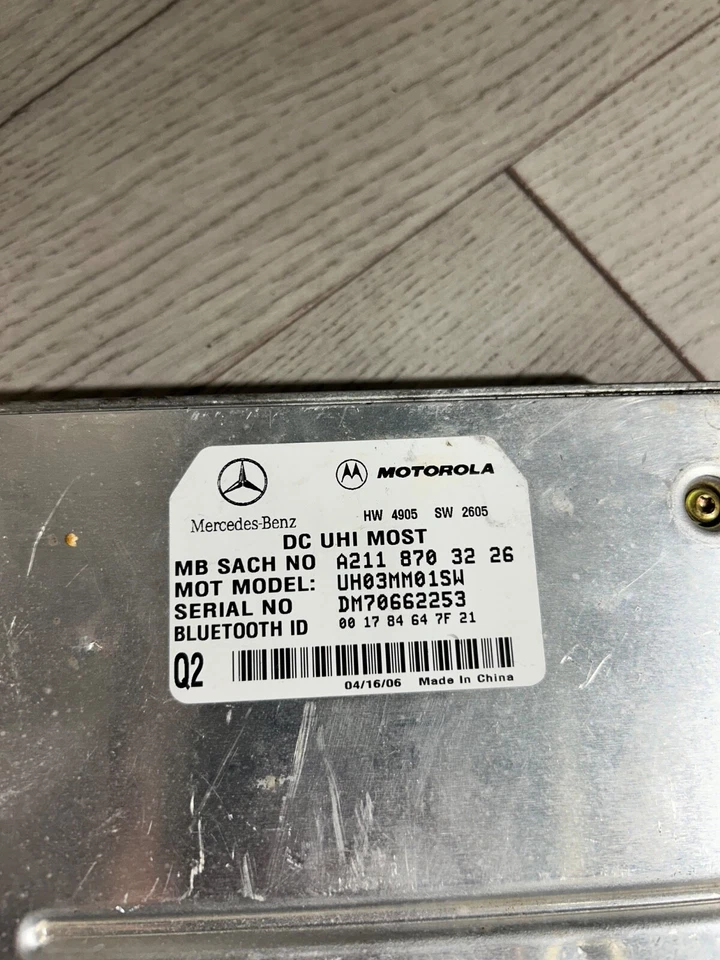 Mercedes-Benz
MOTOROLA
HW 4905 SW 2605
DC UHI MOST
MB SACH NO A211 870 32 26
MOT MODEL: UH03MM01SW
SERIAL NO DM70662253
BLUETOOTH ID 00 17 84 64 7F 21
Q2
04/16/06 Made In China